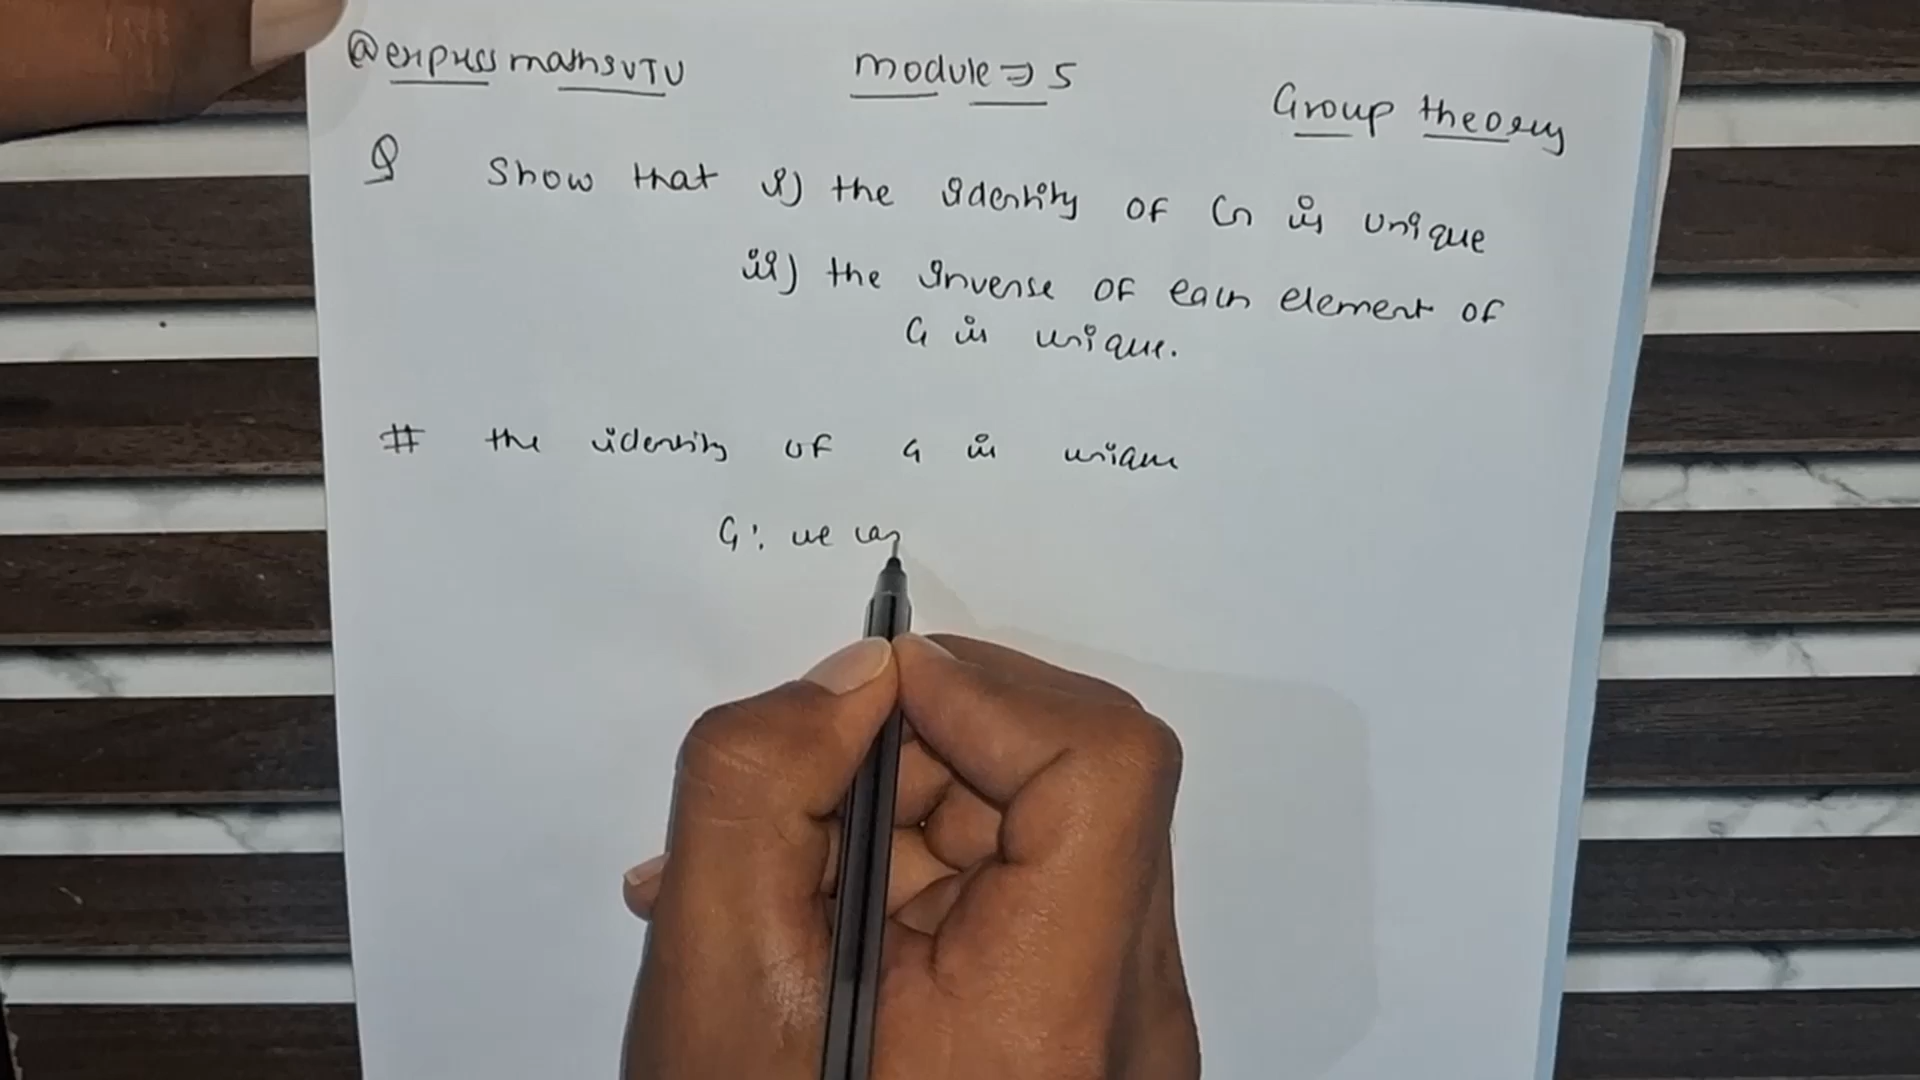 @expressmathsVTU
module ⇒ 5
Group theory
Q Show that i) the identity of G is unique
ii) the inverse of each element of
G is unique.
# the identity of G is unique
G: we can